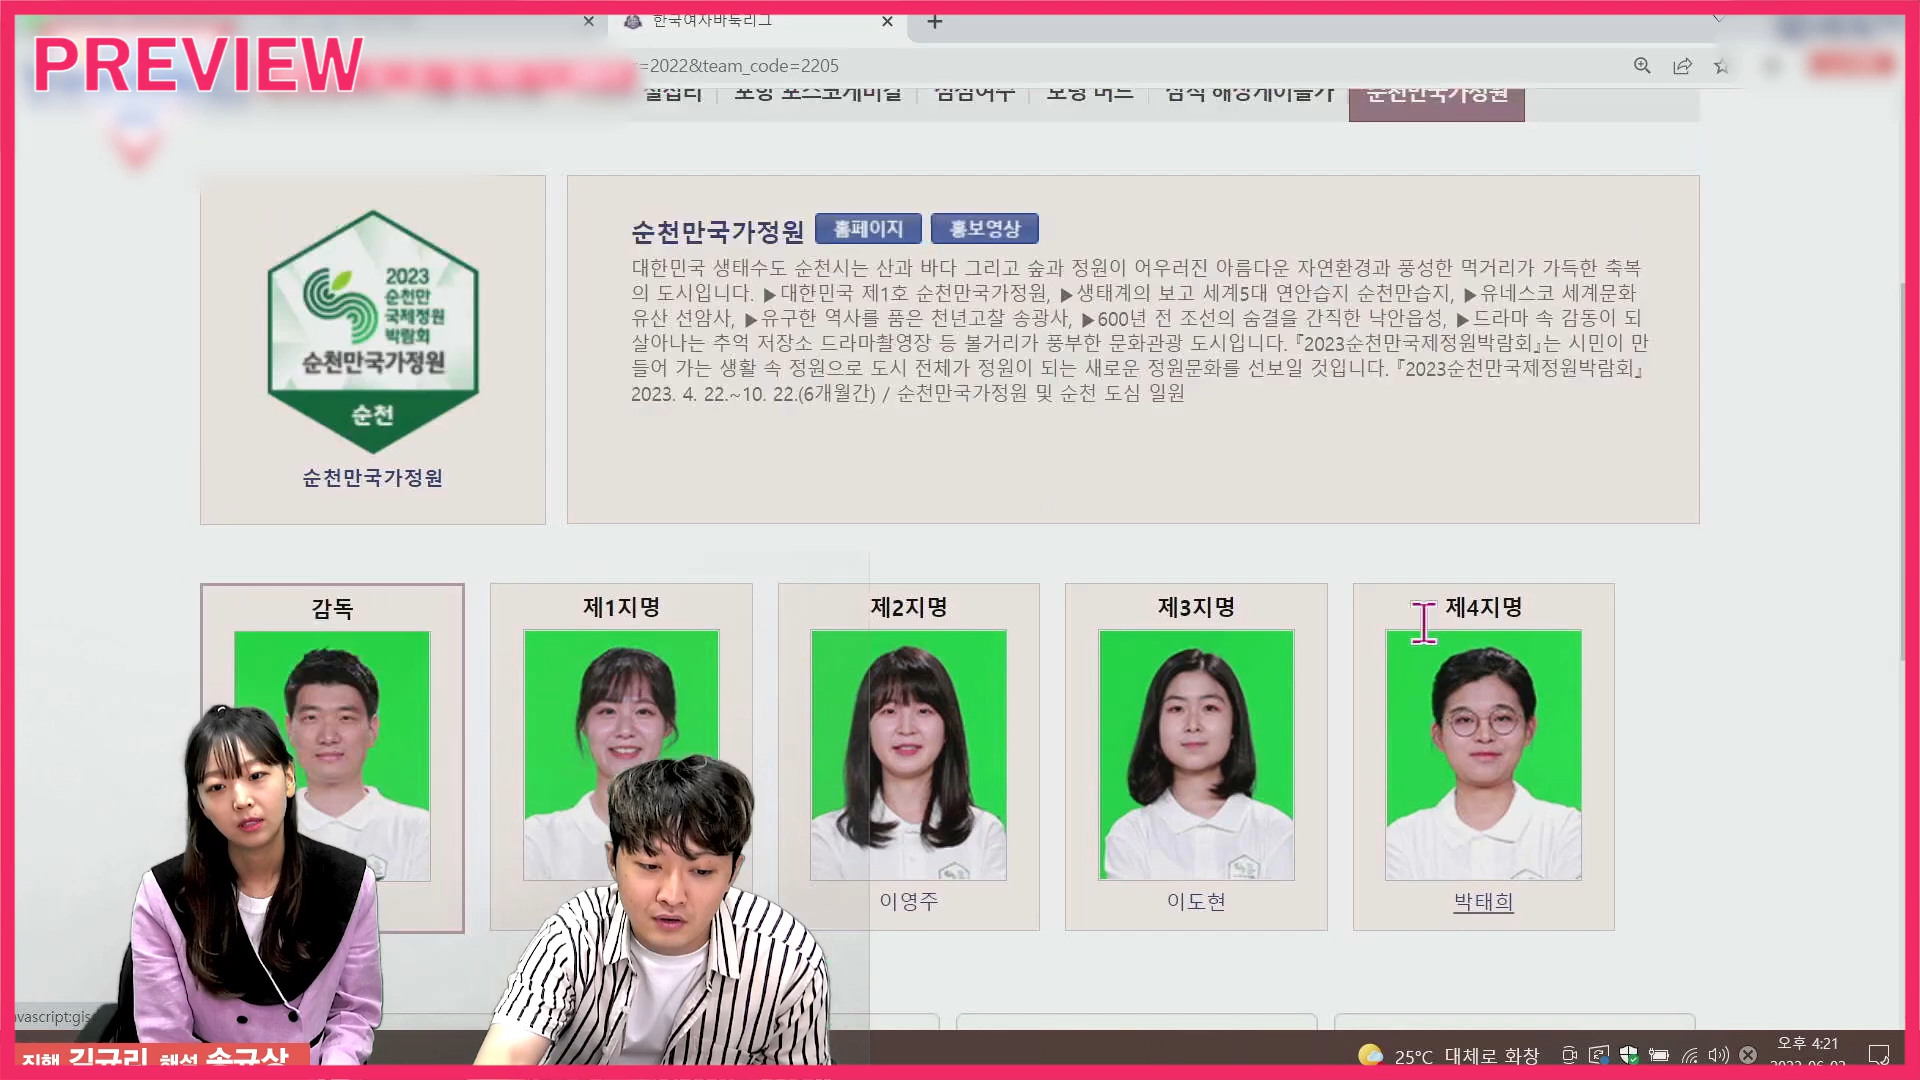 PREVIEW
한국여자바둑리그
=2022&team_code=2205
순천만국가정원
순천만국가정원 홈페이지 홍보영상
대한민국 생태수도 순천시는 산과 바다 그리고 숲과 정원이 어우러진 아름다운 자연환경과 풍성한 먹거리가 가득한 축복
의 도시입니다. ▶대한민국 제1호 순천만국가정원, ▶생태계의 보고 세계5대 연안습지 순천만습지, ▶유네스코 세계문화
유산 선암사, ▶유구한 역사를 품은 천년고찰 송광사, ▶600년 전 조선의 숨결을 간직한 낙안읍성, ▶드라마 속 감동이 되
살아나는 추억 저장소 드라마촬영장 등 볼거리가 풍부한 문화관광 도시입니다.『2023순천만국제정원박람회』는 시민이 만
들어 가는 생활 속 정원으로 도시 전체가 정원이 되는 새로운 정원문화를 선보일 것입니다.『2023순천만국제정원박람회』
2023. 4. 22.~10. 22.(6개월간) / 순천만국가정원 및 순천 도심 일원
2023
순천만
국제정원
박람회
순천만국가정원
순천
순천만국가정원
감독 제1지명 제2지명 제3지명 제4지명
이영주 이도현 박태희
진행 김규리 해설 송규상
25°C 대체로 화창
오후 4:21